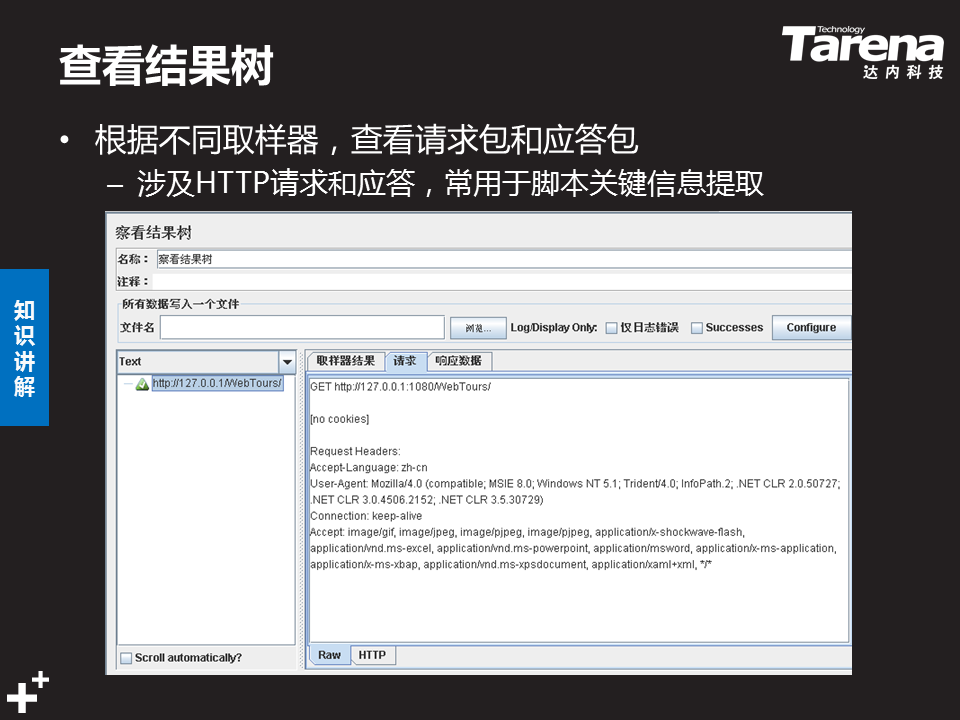 查看结果树
Technology
Tarena
达内科技
• 根据不同取样器，查看请求包和应答包
– 涉及HTTP请求和应答，常用于脚本关键信息提取
知识讲解
察看结果树
名称： 察看结果树
注释：
所有数据写入一个文件
文件名 浏览... Log/Display Only: 仅日志错误 Successes Configure
Text
http://127.0.0.1/WebTours/
取样器结果 请求 响应数据
GET http://127.0.0.1:1080/WebTours/
[no cookies]
Request Headers:
Accept-Language: zh-cn
User-Agent: Mozilla/4.0 (compatible; MSIE 8.0; Windows NT 5.1; Trident/4.0; InfoPath.2; .NET CLR 2.0.50727;
.NET CLR 3.0.4506.2152; .NET CLR 3.5.30729)
Connection: keep-alive
Accept: image/gif, image/jpeg, image/pjpeg, image/pjpeg, application/x-shockwave-flash,
application/vnd.ms-excel, application/vnd.ms-powerpoint, application/msword, application/x-ms-application,
application/x-ms-xbap, application/vnd.ms-xpsdocument, application/xaml+xml, */*
Scroll automatically?
Raw HTTP